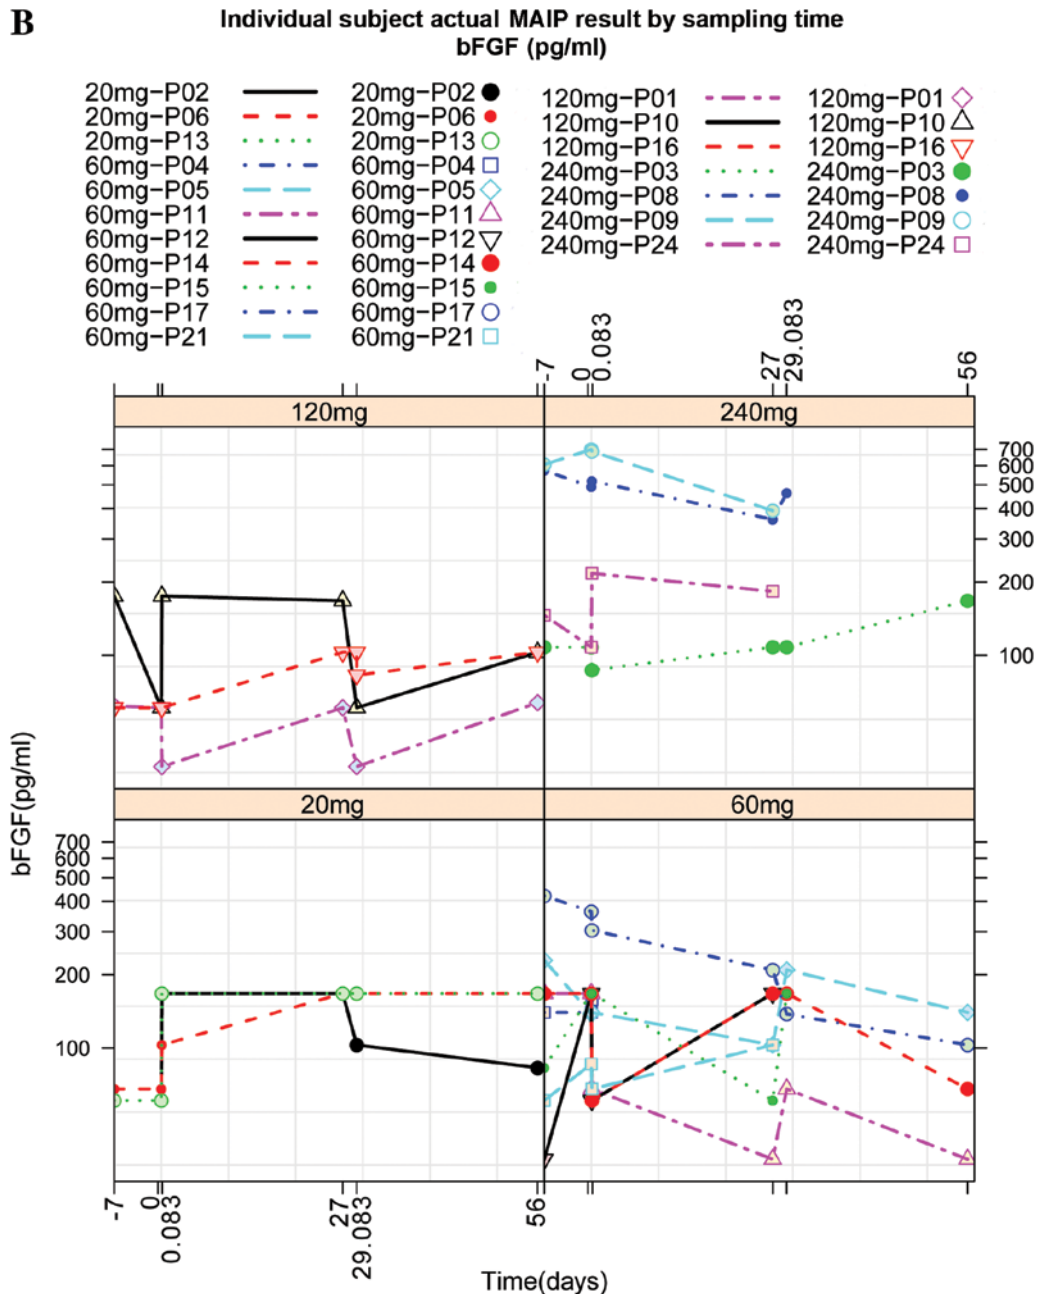 B
Individual subject actual MAIP result by sampling time
bFGF (pg/ml)
20mg−P02 20mg−P02 120mg−P01 120mg−P01
20mg−P06 20mg−P06 120mg−P10 120mg−P10
20mg−P13 20mg−P13 120mg−P16 120mg−P16
60mg−P04 60mg−P04 240mg−P03 240mg−P03
60mg−P05 60mg−P05 240mg−P08 240mg−P08
60mg−P11 60mg−P11 240mg−P09 240mg−P09
60mg−P12 60mg−P12 240mg−P24 240mg−P24
60mg−P14 60mg−P14
60mg−P15 60mg−P15
60mg−P17 60mg−P17
60mg−P21 60mg−P21
-7 0 0.083 27 29.083 56
120mg 240mg
700
600
500
400
300
200
100
20mg 60mg
700
600
500
400
300
200
100
bFGF(pg/ml)
-7 0 0.083 27 29.083 56
Time(days)